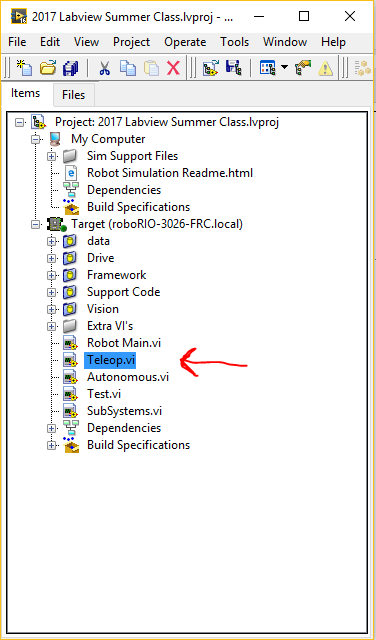 2017 Labview Summer Class.lvproj - ...
File Edit View Project Operate Tools Window Help
Items Files
Project: 2017 Labview Summer Class.lvproj
My Computer
Sim Support Files
Robot Simulation Readme.html
Dependencies
Build Specifications
Target (roboRIO-3026-FRC.local)
data
Drive
Framework
Support Code
Vision
Extra VI's
Robot Main.vi
Teleop.vi
Autonomous.vi
Test.vi
SubSystems.vi
Dependencies
Build Specifications